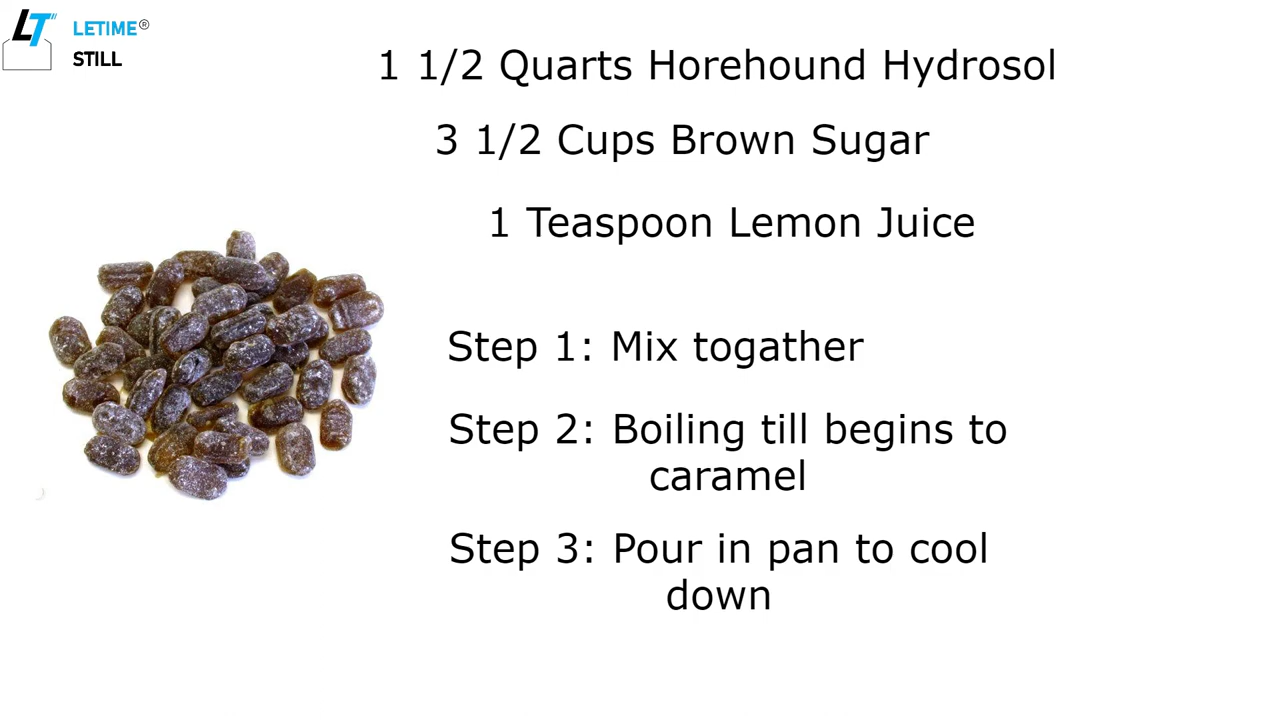 LT LETIME®
STILL
1 1/2 Quarts Horehound Hydrosol
3 1/2 Cups Brown Sugar
1 Teaspoon Lemon Juice
Step 1: Mix togather
Step 2: Boiling till begins to
caramel
Step 3: Pour in pan to cool
down